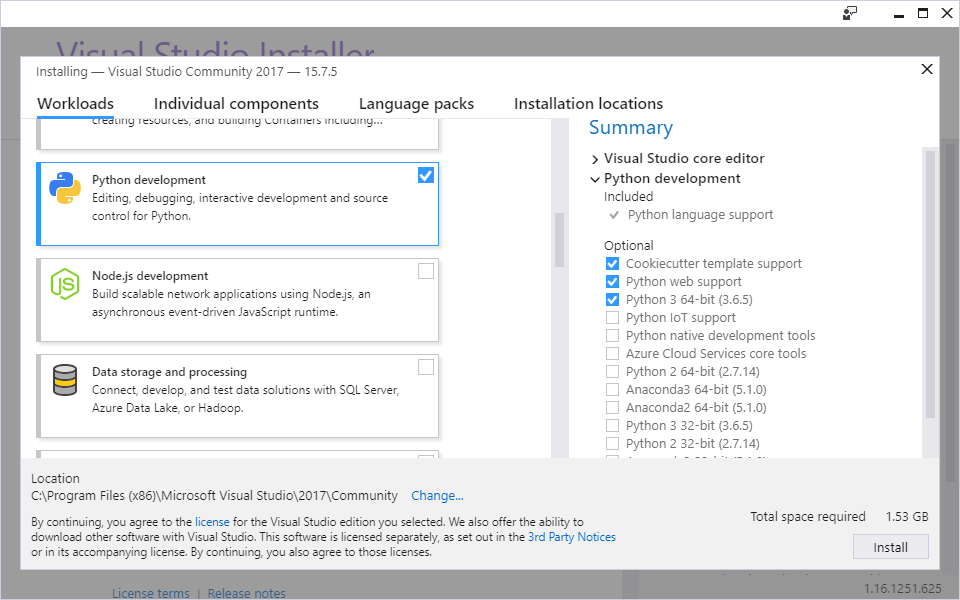 Visual Studio Installer
Installing — Visual Studio Community 2017 — 15.7.5
Workloads
Individual components
Language packs
Installation locations
creating resources, and building Containers including...
Python development
Editing, debugging, interactive development and source
control for Python.
JS
Node.js development
Build scalable network applications using Node.js, an
asynchronous event-driven JavaScript runtime.
Data storage and processing
Connect, develop, and test data solutions with SQL Server,
Azure Data Lake, or Hadoop.
Summary
Visual Studio core editor
Python development
Included
Python language support
Optional
Cookiecutter template support
Python web support
Python 3 64-bit (3.6.5)
Python IoT support
Python native development tools
Azure Cloud Services core tools
Python 2 64-bit (2.7.14)
Anaconda3 64-bit (5.1.0)
Anaconda2 64-bit (5.1.0)
Python 3 32-bit (3.6.5)
Python 2 32-bit (2.7.14)
Location
C:\Program Files (x86)\Microsoft Visual Studio\2017\Community Change...
By continuing, you agree to the license for the Visual Studio edition you selected. We also offer the ability to
download other software with Visual Studio. This software is licensed separately, as set out in the 3rd Party Notices
or in its accompanying license. By continuing, you also agree to those licenses.
Total space required 1.53 GB
Install
License terms | Release notes
1.16.1251.625